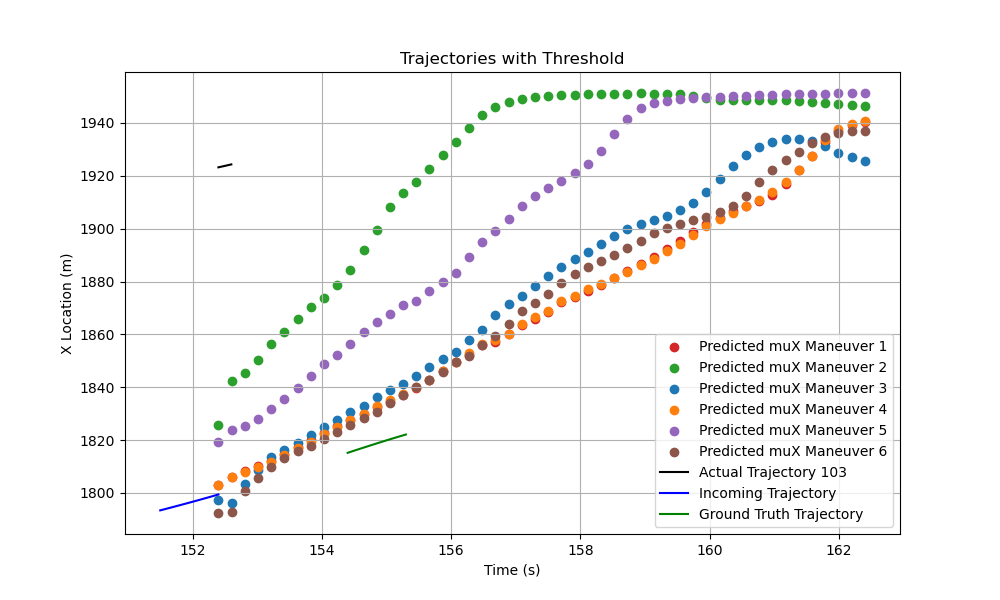 Trajectories with Threshold
X Location (m)
1940
1920
1900
1880
1860
1840
1820
1800
Predicted muX Maneuver 1
Predicted muX Maneuver 2
Predicted muX Maneuver 3
Predicted muX Maneuver 4
Predicted muX Maneuver 5
Predicted muX Maneuver 6
Actual Trajectory 103
Incoming Trajectory
Ground Truth Trajectory
152 154 156 158 160 162
Time (s)